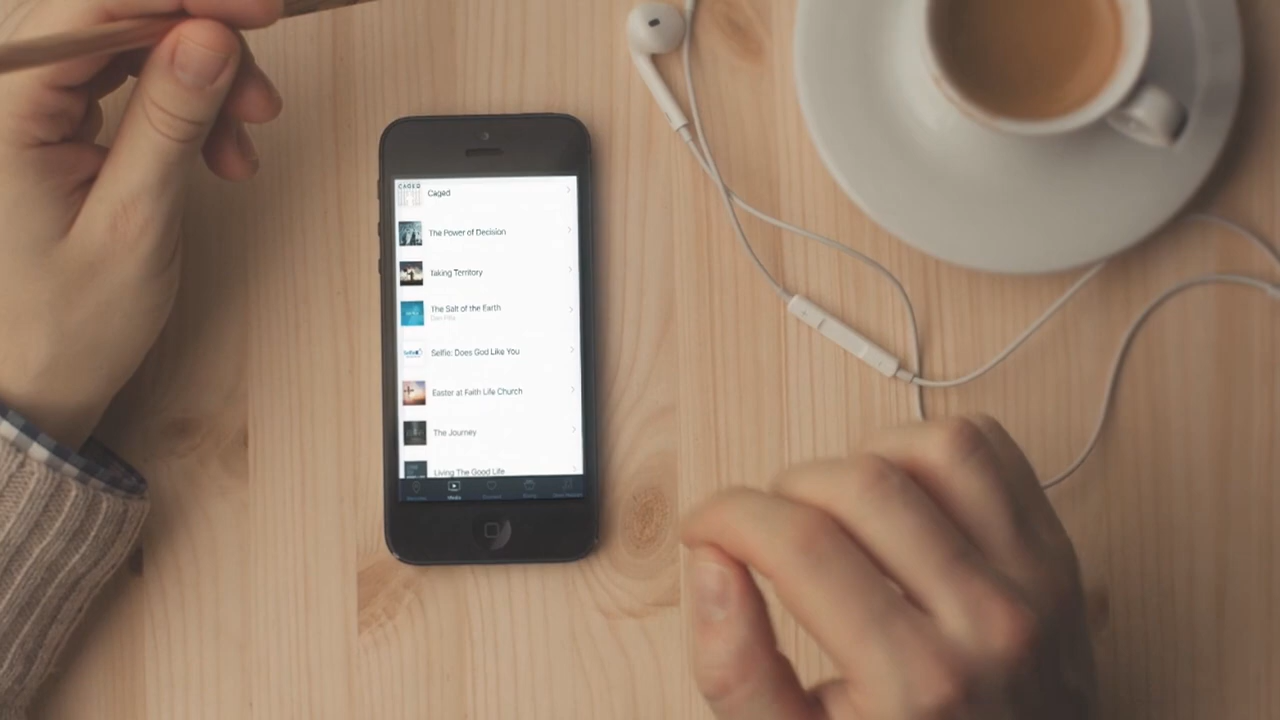 CAGED
Caged
The Power of Decision
Taking Territory
The Salt of the Earth
Selfie: Does God Like You
Easter at Faith Life Church
The Journey
Living The Good Life
Media